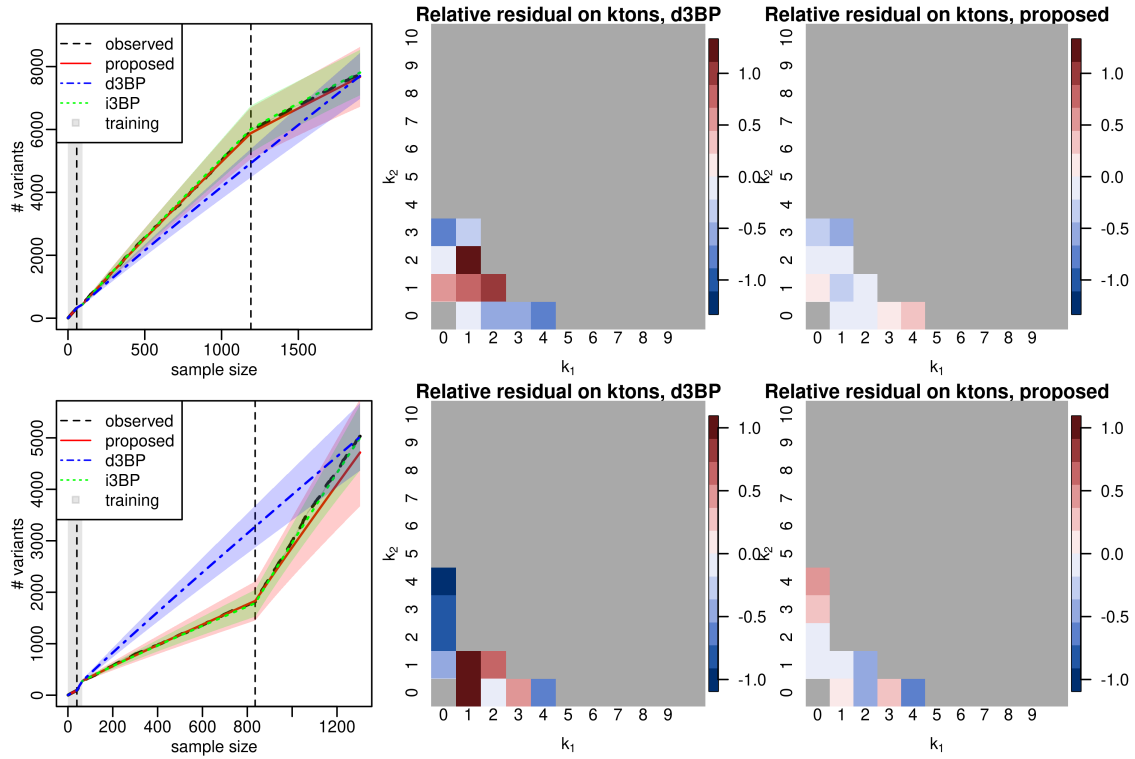 observed
proposed
d3BP
i3BP
training
# variants
0
2000
4000
6000
8000
0
500
1000
1500
sample size
Relative residual on ktons, d3BP
k2
0
1
2
3
4
5
6
7
8
9
10
0 1 2 3 4 5 6 7 8 9
k1
1.0
0.5
0.0
-0.5
-1.0
Relative residual on ktons, proposed
k2
0
1
2
3
4
5
6
7
8
9
10
0 1 2 3 4 5 6 7 8 9
k1
1.0
0.5
0.0
-0.5
-1.0
observed
proposed
d3BP
i3BP
training
# variants
0
1000
2000
3000
4000
5000
0
200
400
600
800
1200
sample size
Relative residual on ktons, d3BP
k2
0
1
2
3
4
5
6
7
8
9
10
0 1 2 3 4 5 6 7 8 9
k1
1.0
0.5
0.0
-0.5
-1.0
Relative residual on ktons, proposed
k2
0
1
2
3
4
5
6
7
8
9
10
0 1 2 3 4 5 6 7 8 9
k1
1.0
0.5
0.0
-0.5
-1.0